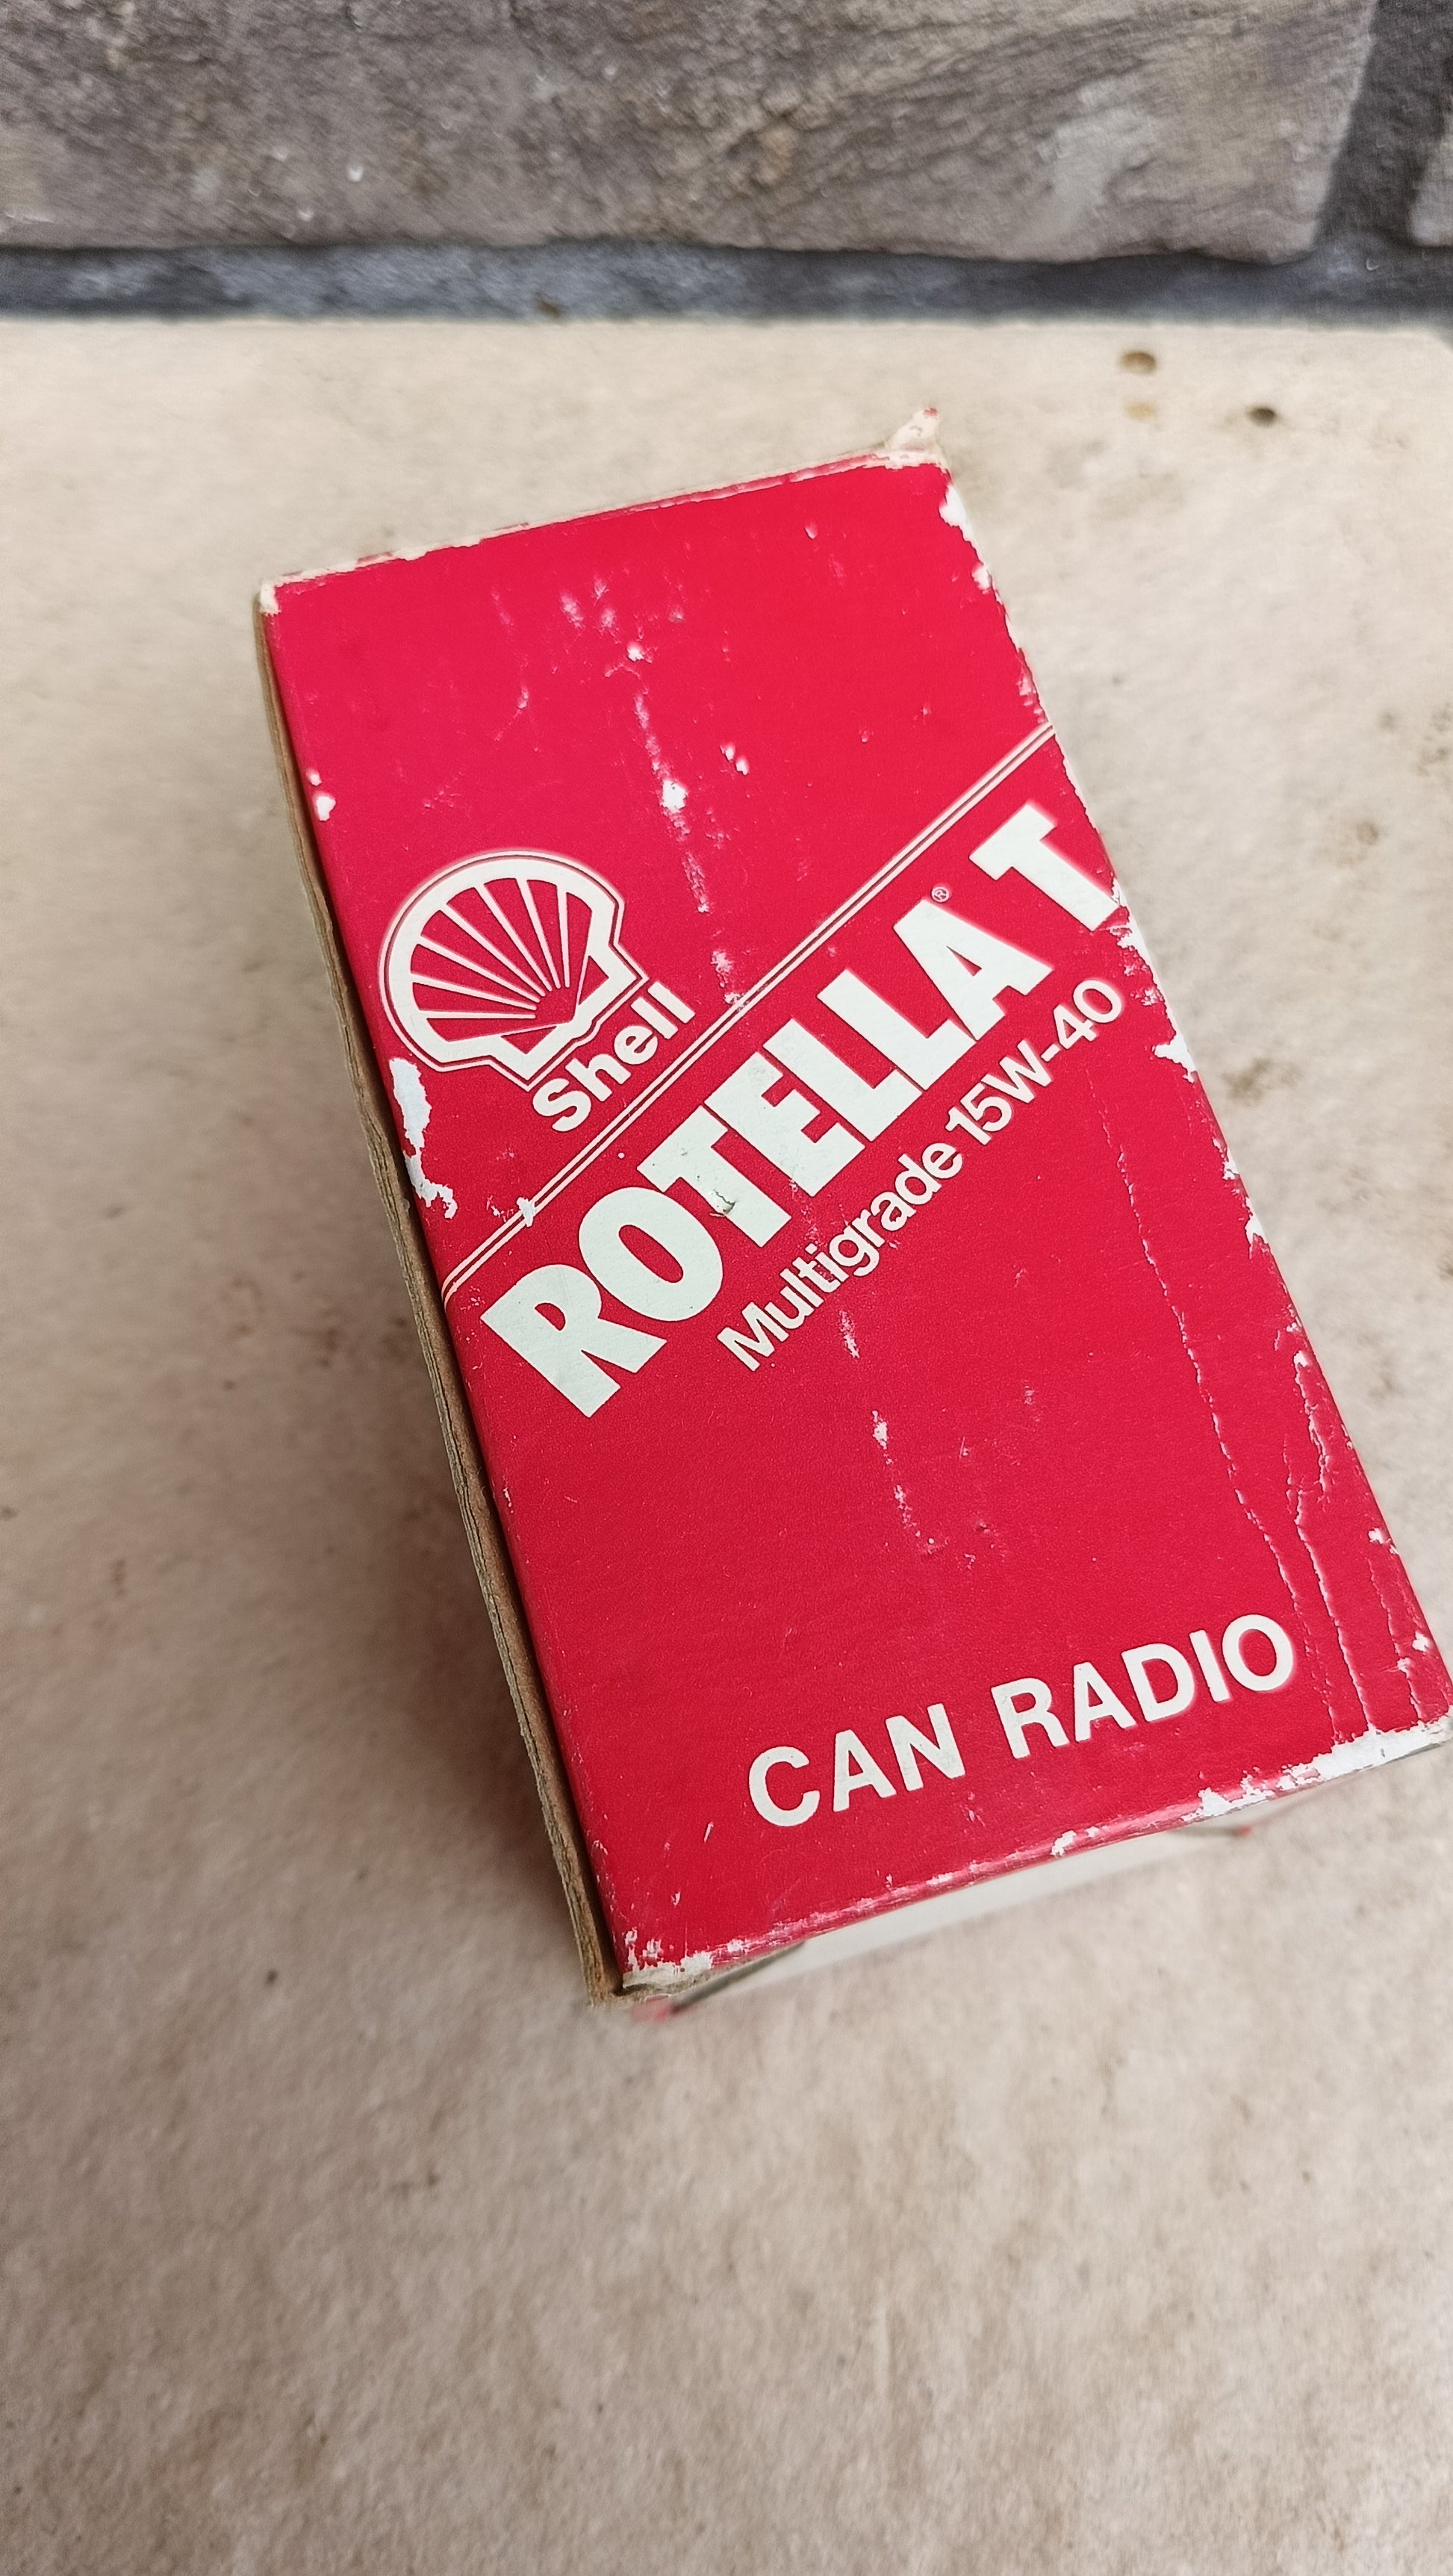 Shell
ROTELLA® T
Multigrade 15W-40
CAN RADIO